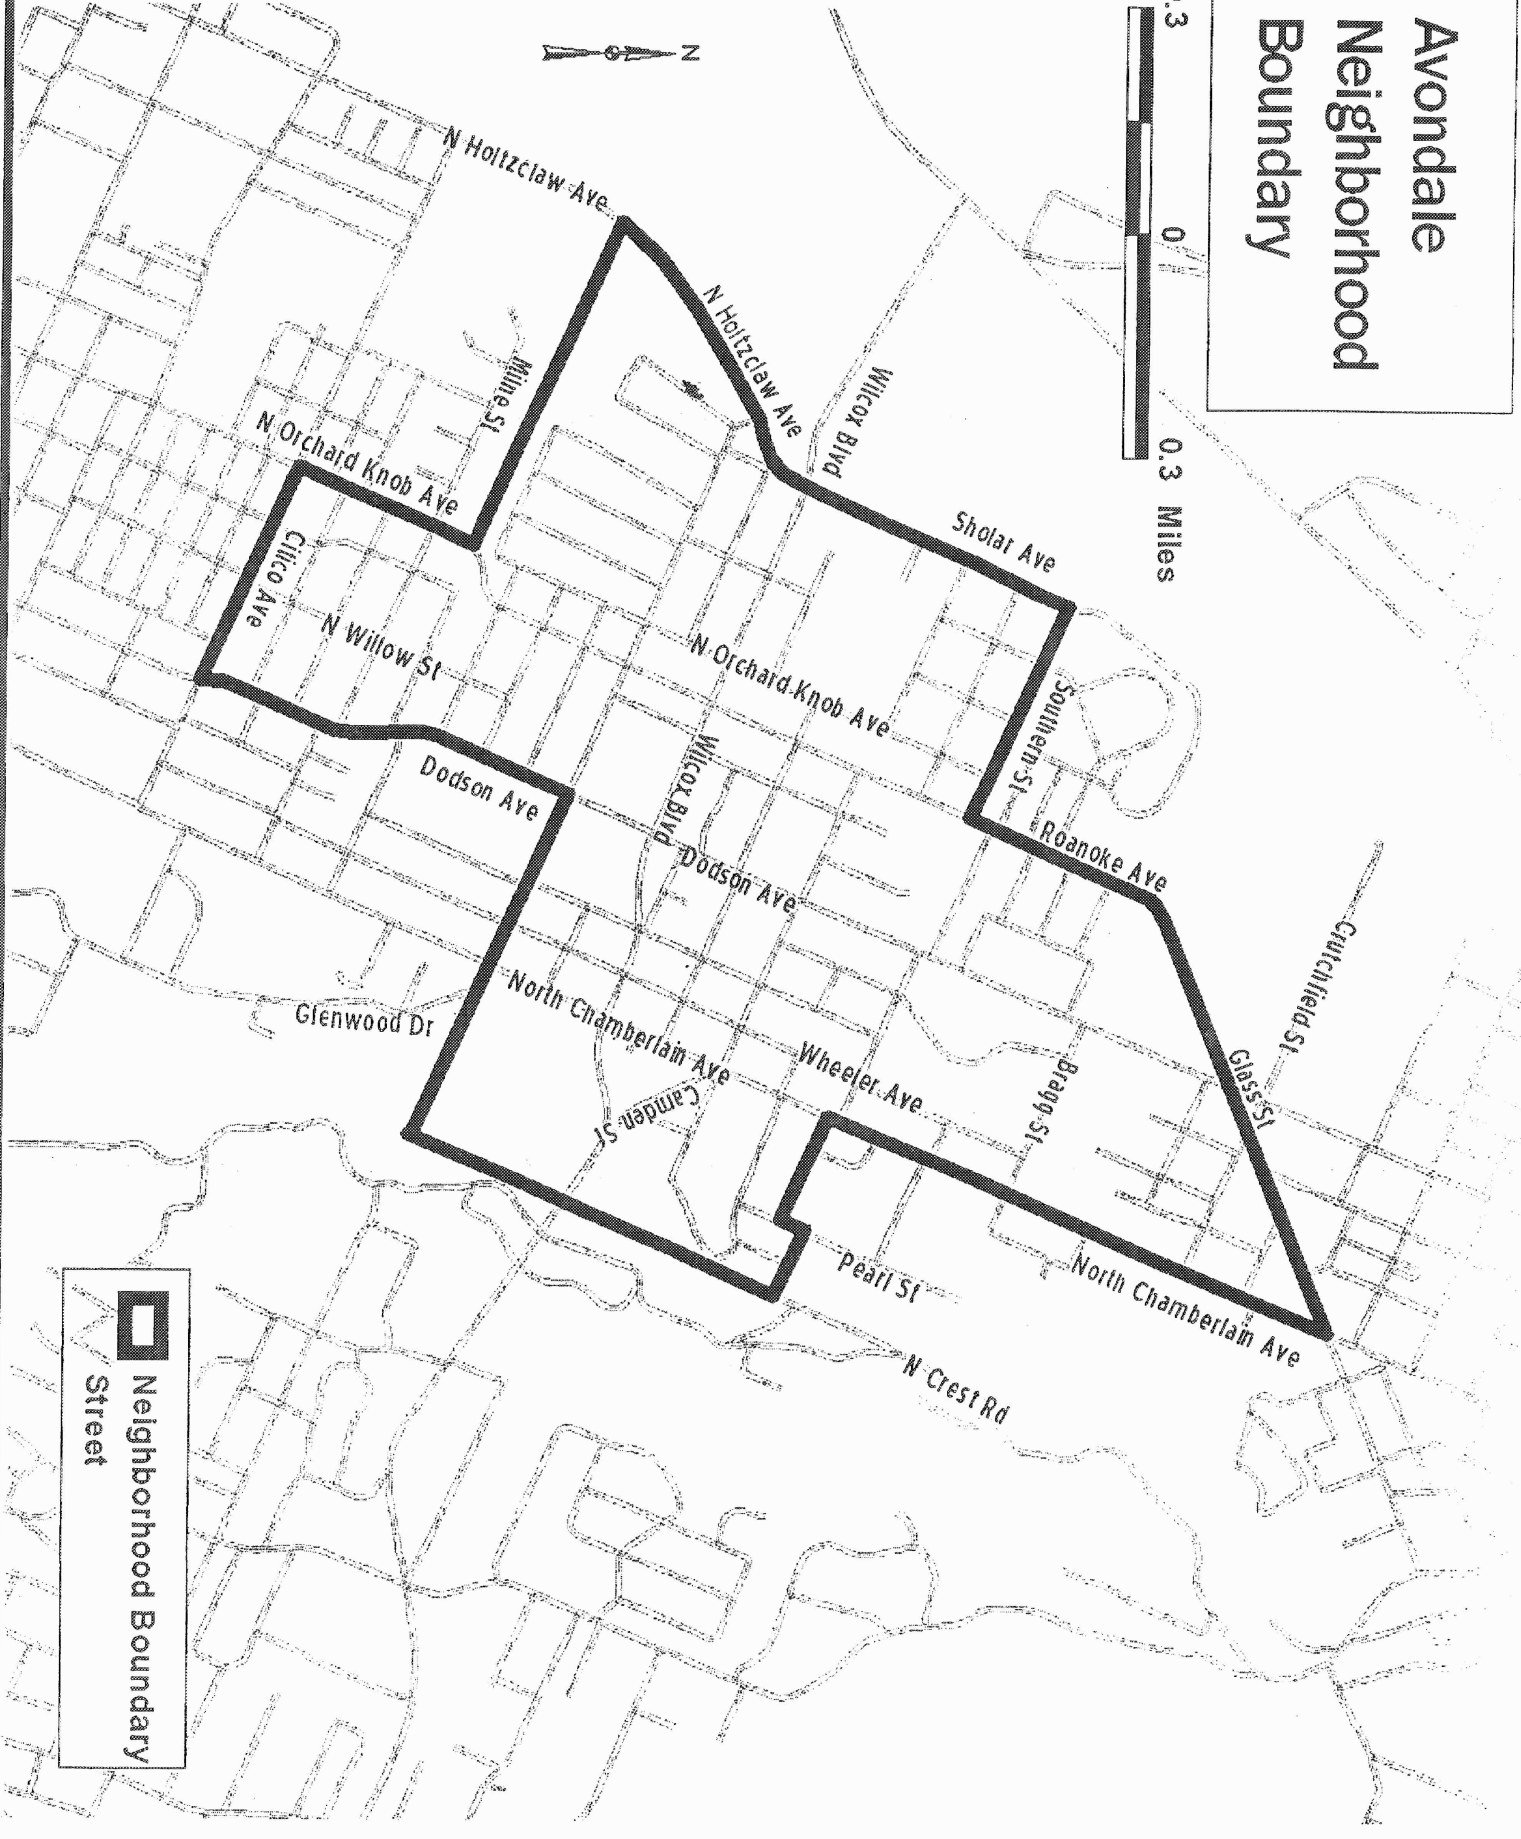 Avondale
Neighborhood
Boundary
.3
0
0.3 Miles
N
N Holtzclaw Ave
N Holtzclaw Ave
Wilcox Blvd
Milne St
N Orchard Knob Ave
Cilico Ave
N Willow St
Sholar Ave
N Orchard Knob Ave
Southern St
Roanoke Ave
Wilcox Blvd
Dodson Ave
Dodson Ave
Crutchfield St
Glass St
Glenwood Dr
North Chamberlain Ave
Wheeler Ave
Bragg St
Camden St
Pearl St
North Chamberlain Ave
N Crest Rd
Neighborhood Boundary
Street